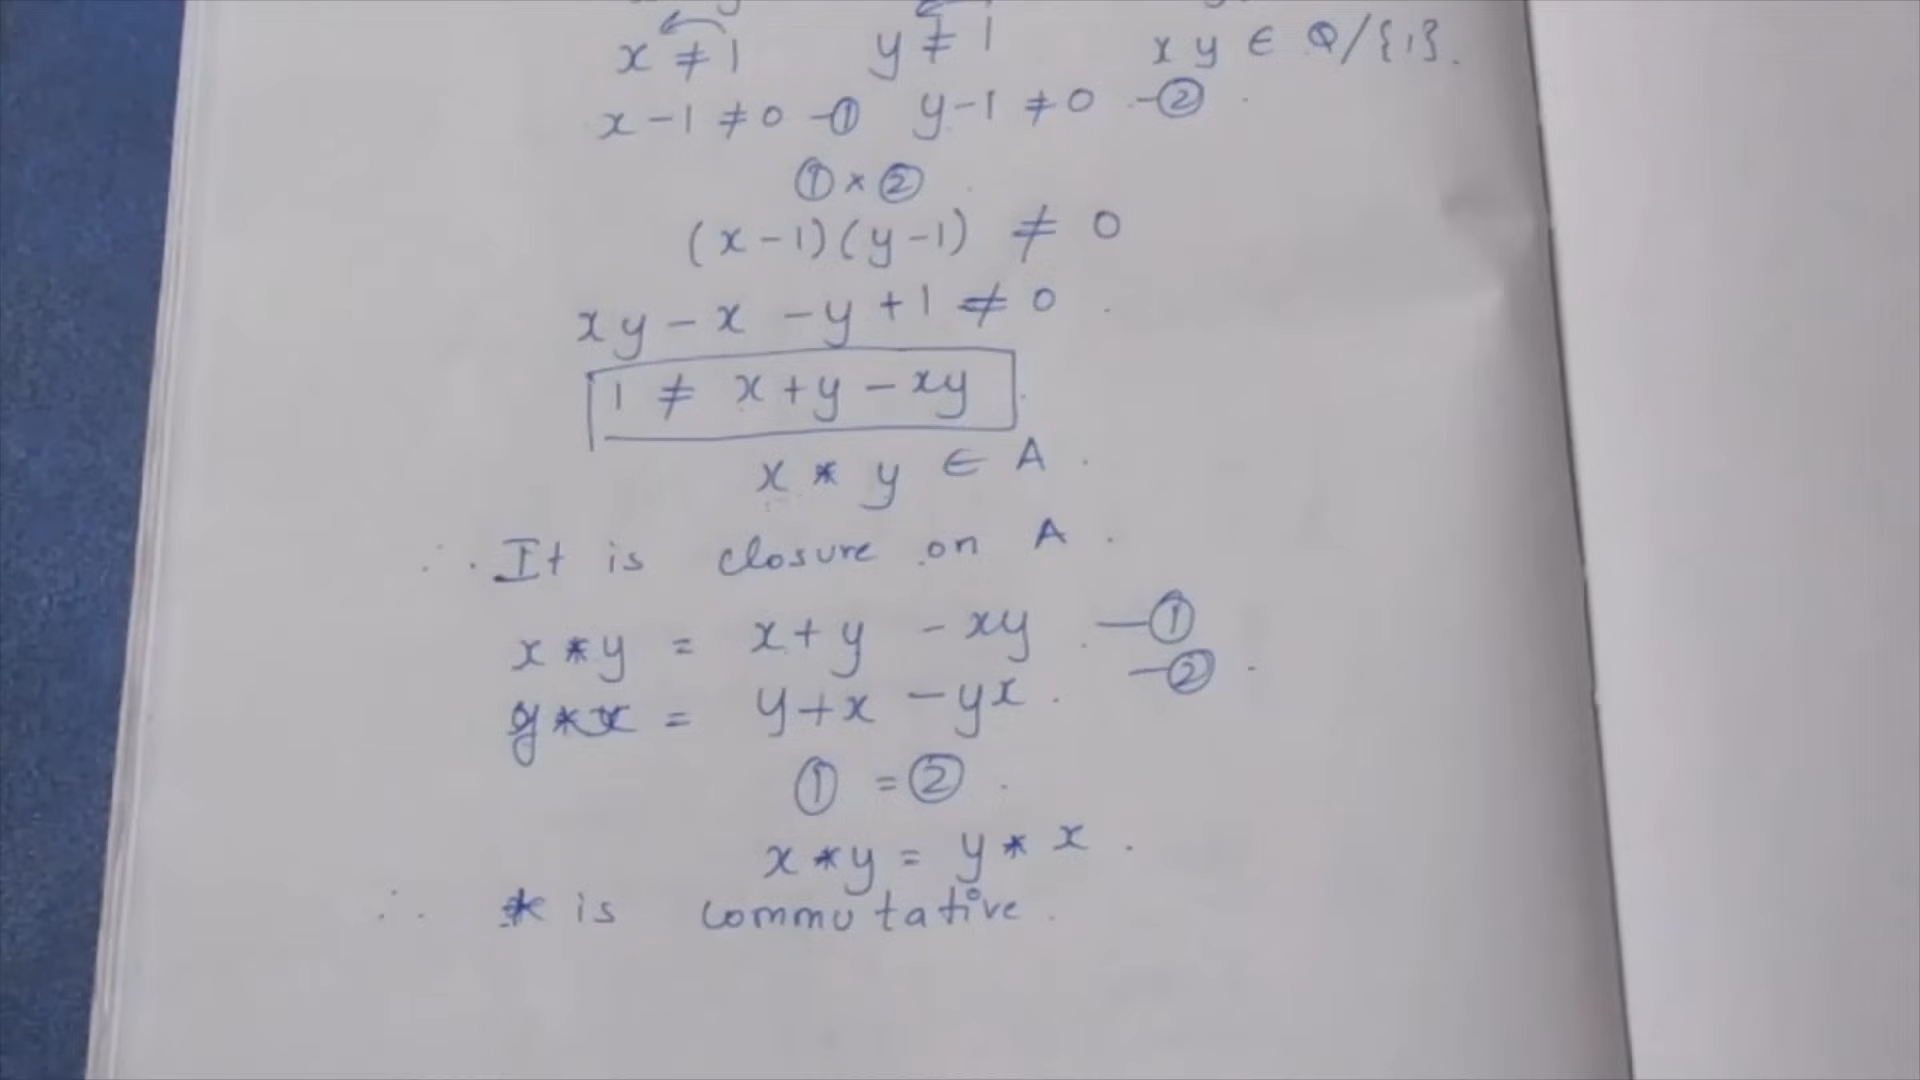 x ≠ 1 y ≠ 1 x y ∈ Q/{1}.
x - 1 ≠ 0 -① y - 1 ≠ 0 -②
① × ②
(x - 1)(y - 1) ≠ 0
xy - x - y + 1 ≠ 0
1 ≠ x + y - xy
x * y ∈ A.
∴ It is closure on A.
x * y = x + y - xy. -①
y * x = y + x - yx. -②
① = ②
x * y = y * x.
∴ * is commutative.